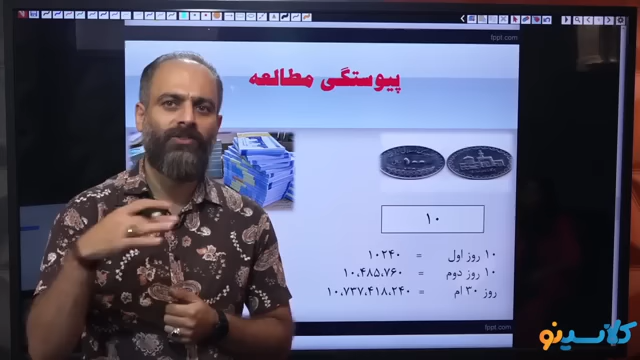 fppt.com
پیوستگی مطالعه
۱۰
۱۰ روز اول = ۱۰۲۴۰
۱۰ روز دوم = ۱۰،۴۸۵،۷۶۰
روز ۳۰ ام = ۱۰،۷۳۷،۴۱۸،۲۴۰
fppt.com
کلاسینو